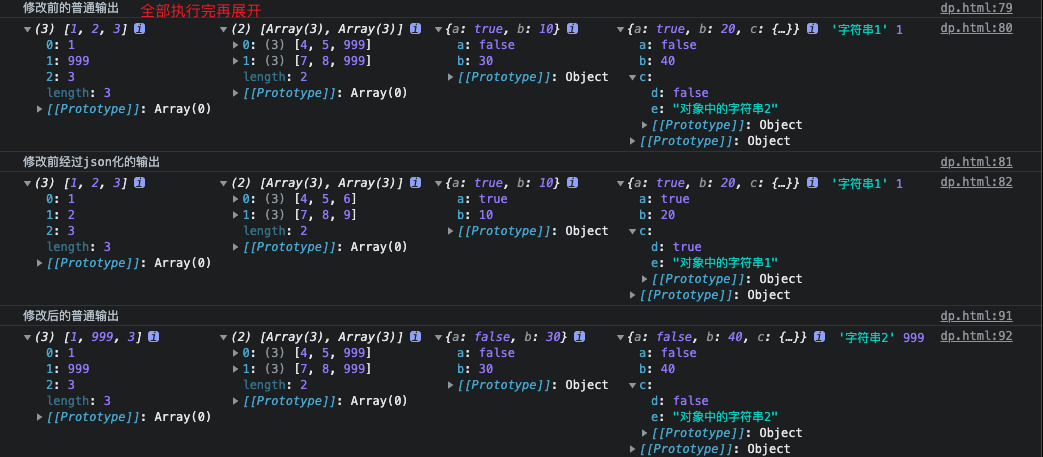 修改前的普通输出 全部执行完再展开 dp.html:79
▼(3) [1, 2, 3] i ▼(2) [Array(3), Array(3)] i ▼{a: true, b: 10} i ▼{a: true, b: 20, c: {…}} i '字符串1' 1 dp.html:80
0: 1 ▶0: (3) [4, 5, 999] a: false a: false
1: 999 ▶1: (3) [7, 8, 999] b: 30 b: 40
2: 3 length: 2 ▶[[Prototype]]: Object ▼c:
length: 3 ▶[[Prototype]]: Array(0) d: false
▶[[Prototype]]: Array(0) e: "对象中的字符串2"
▶[[Prototype]]: Object
▶[[Prototype]]: Object
修改前经过json化的输出 dp.html:81
▼(3) [1, 2, 3] i ▼(2) [Array(3), Array(3)] i ▼{a: true, b: 10} i ▼{a: true, b: 20, c: {…}} i '字符串1' 1 dp.html:82
0: 1 ▶0: (3) [4, 5, 6] a: true a: true
1: 2 ▶1: (3) [7, 8, 9] b: 10 b: 20
2: 3 length: 2 ▶[[Prototype]]: Object ▼c:
length: 3 ▶[[Prototype]]: Array(0) d: true
▶[[Prototype]]: Array(0) e: "对象中的字符串1"
▶[[Prototype]]: Object
▶[[Prototype]]: Object
修改后的普通输出 dp.html:91
▼(3) [1, 999, 3] i ▼(2) [Array(3), Array(3)] i ▼{a: false, b: 30} i ▼{a: false, b: 40, c: {…}} i '字符串2' 999 dp.html:92
0: 1 ▶0: (3) [4, 5, 999] a: false a: false
1: 999 ▶1: (3) [7, 8, 999] b: 30 b: 40
2: 3 length: 2 ▶[[Prototype]]: Object ▼c:
length: 3 ▶[[Prototype]]: Array(0) d: false
▶[[Prototype]]: Array(0) e: "对象中的字符串2"
▶[[Prototype]]: Object
▶[[Prototype]]: Object